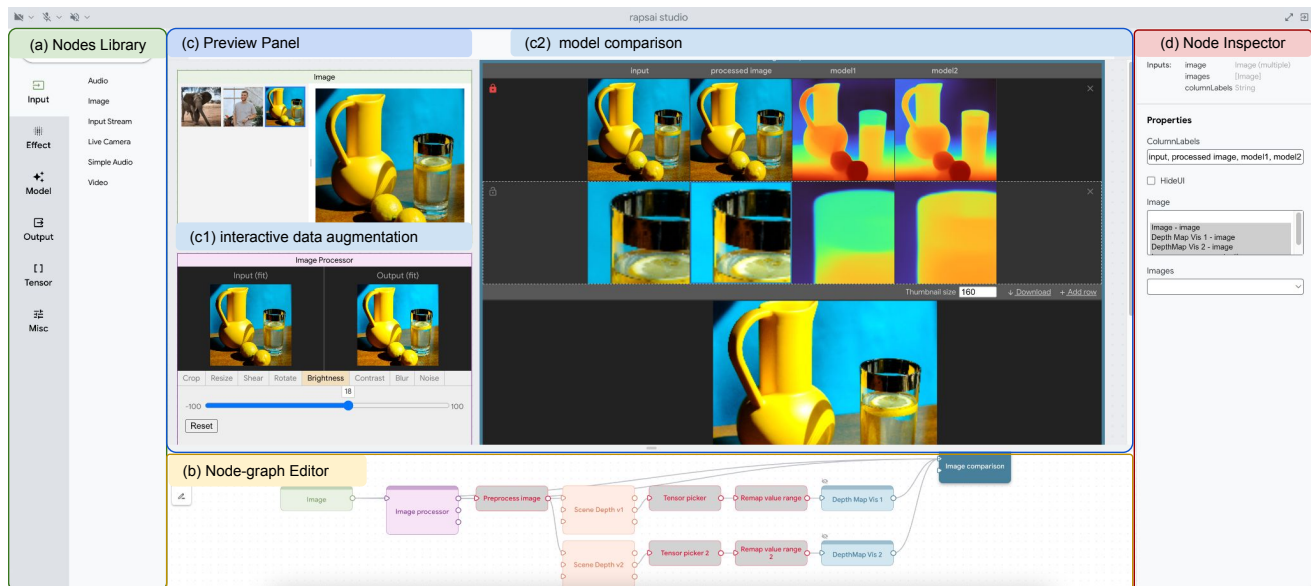 rapsai studio
(a) Nodes Library
Input
Effect
Model
Output
Tensor
Misc
Audio
Image
Input Stream
Live Camera
Simple Audio
Video
(c) Preview Panel
Image
(c1) interactive data augmentation
Image Processor
Input (fit)
Output (fit)
Crop Resize Shear Rotate Brightness Contrast Blur Noise
18
-100
100
Reset
(c2) model comparison
input processed image model1 model2
Thumbnail size 160 Download + Add row
(b) Node-graph Editor
Image
Image processor
Preprocess image
Scene Depth v1
Tensor picker
Remap value range
Depth Map Vis 1
Image comparison
Scene Depth v2
Tensor picker 2
Remap value range
2
DepthMap Vis 2
(d) Node Inspector
Inputs: image Image (multiple)
images [Image]
columnLabels String
Properties
ColumnLabels
input, processed image, model1, model2
HideUI
Image
Image - image
Depth Map Vis 1 - image
DepthMap Vis 2 - image
Images